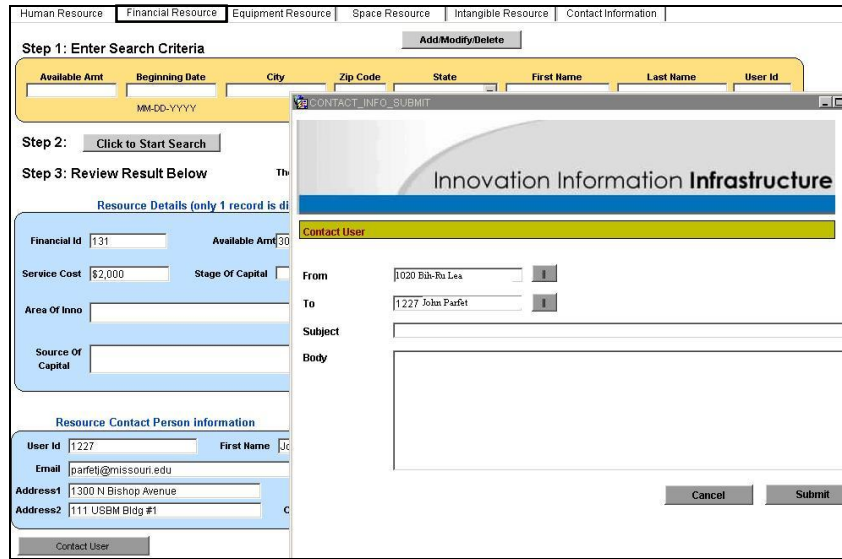 Human Resource Financial Resource Equipment Resource Space Resource Intangible Resource Contact Information
Step 1: Enter Search Criteria
Add/Modify/Delete
Available Amt Beginning Date City Zip Code State First Name Last Name User Id
MM-DD-YYYY
CONTACT_INFO_SUBMIT
Step 2: Click to Start Search
Step 3: Review Result Below
Innovation Information Infrastructure
Resource Details (only 1 record is di
Contact User
Financial Id 131 Available Amt 30
Service Cost $2,000 Stage Of Capital
Area Of Inno
Source Of
Capital
From 1020 Bih-Ru Lea
To 1227 John Parfet
Subject
Body
Resource Contact Person information
User Id 1227 First Name Jo
Email parfetj@missouri.edu
Address1 1300 N Bishop Avenue
Address2 111 USBM Bldg #1
Cancel Submit
Contact User